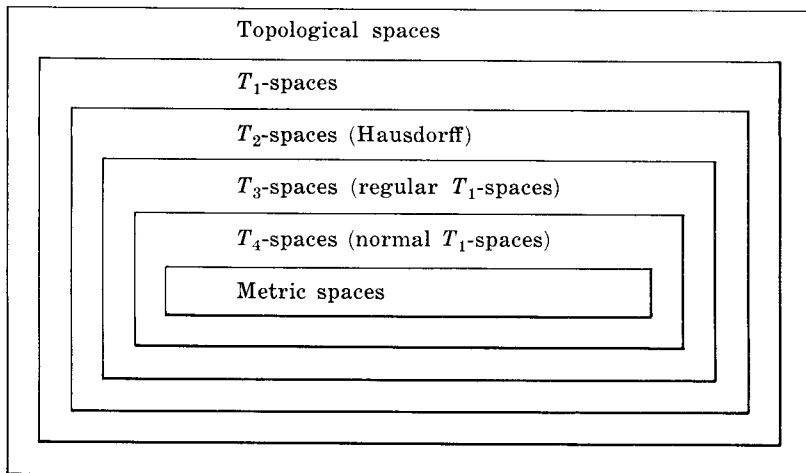 Topological spaces
T₁-spaces
T₂-spaces (Hausdorff)
T₃-spaces (regular T₁-spaces)
T₄-spaces (normal T₁-spaces)
Metric spaces